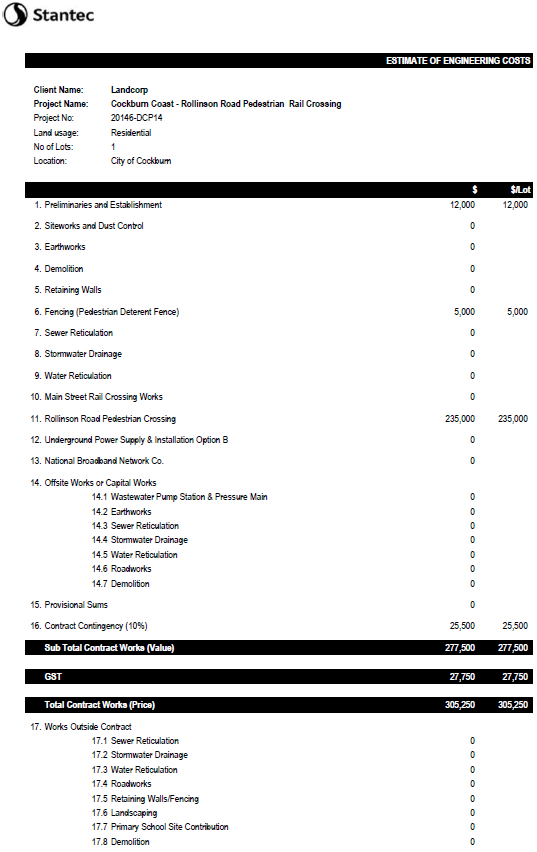 Stantec
ESTIMATE OF ENGINEERING COSTS
Client Name: Landcorp
Project Name: Cockburn Coast - Rollinson Road Pedestrian Rail Crossing
Project No: 20146-DCP14
Land usage: Residential
No of Lots: 1
Location: City of Cockburn
$ $/Lot
1. Preliminaries and Establishment 12,000 12,000
2. Siteworks and Dust Control 0
3. Earthworks 0
4. Demolition 0
5. Retaining Walls 0
6. Fencing (Pedestrian Deterent Fence) 5,000 5,000
7. Sewer Reticulation 0
8. Stormwater Drainage 0
9. Water Reticulation 0
10. Main Street Rail Crossing Works 0
11. Rollinson Road Pedestrian Crossing 235,000 235,000
12. Underground Power Supply & Installation Option B 0
13. National Broadband Network Co. 0
14. Offsite Works or Capital Works
14.1 Wastewater Pump Station & Pressure Main 0
14.2 Earthworks 0
14.3 Sewer Reticulation 0
14.4 Stormwater Drainage 0
14.5 Water Reticulation 0
14.6 Roadworks 0
14.7 Demolition 0
15. Provisional Sums 0
16. Contract Contingency (10%) 25,500 25,500
Sub Total Contract Works (Value) 277,500 277,500
GST 27,750 27,750
Total Contract Works (Price) 305,250 305,250
17. Works Outside Contract
17.1 Sewer Reticulation 0
17.2 Stormwater Drainage 0
17.3 Water Reticulation 0
17.4 Roadworks 0
17.5 Retaining Walls/Fencing 0
17.6 Landscaping 0
17.7 Primary School Site Contribution 0
17.8 Demolition 0